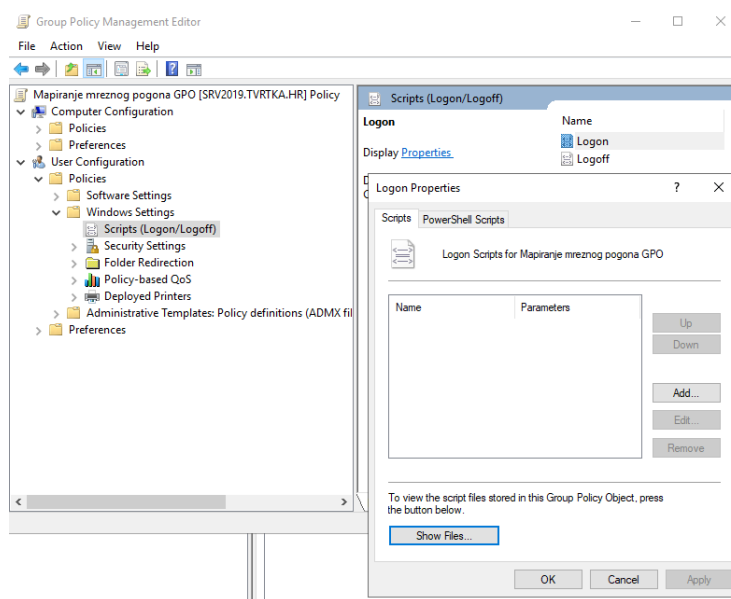 Group Policy Management Editor
File Action View Help
Mapiranje mreznog pogona GPO [SRV2019.TVRTKA.HR] Policy
Computer Configuration
Policies
Preferences
User Configuration
Policies
Software Settings
Windows Settings
Scripts (Logon/Logoff)
Security Settings
Folder Redirection
Policy-based QoS
Deployed Printers
Administrative Templates: Policy definitions (ADMX fil
Preferences
Scripts (Logon/Logoff)
Logon
Display Properties
Name
Logon
Logoff
Logon Properties
Scripts PowerShell Scripts
Logon Scripts for Mapiranje mreznog pogona GPO
Name Parameters
Up
Down
Add...
Edit...
Remove
To view the script files stored in this Group Policy Object, press
the button below.
Show Files...
OK Cancel Apply